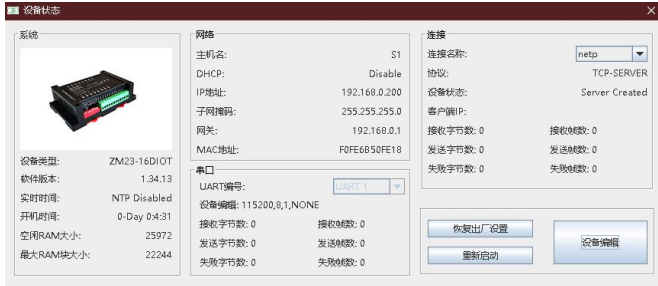 设备状态
系统
设备类型: ZM23-16DIOT
软件版本: 1.34.13
实时时间: NTP Disabled
开机时间: 0-Day 0:4:31
空闲RAM大小: 25972
最大RAM块大小: 22244
网络
主机名: S1
DHCP: Disable
IP地址: 192.168.0.200
子网掩码: 255.255.255.0
网关: 192.168.0.1
MAC地址: F0FE6B50FE18
串口
UART编号: UART 1
设备编辑: 115200,8,1,NONE
接收字节数: 0 接收帧数: 0
发送字节数: 0 发送帧数: 0
失败字节数: 0 失败帧数: 0
连接
连接名称: netp
协议: TCP-SERVER
设备状态: Server Created
客户端IP:
接收字节数: 0 接收帧数: 0
发送字节数: 0 发送帧数: 0
失败字节数: 0 失败帧数: 0
恢复出厂设置
重新启动
设备编辑